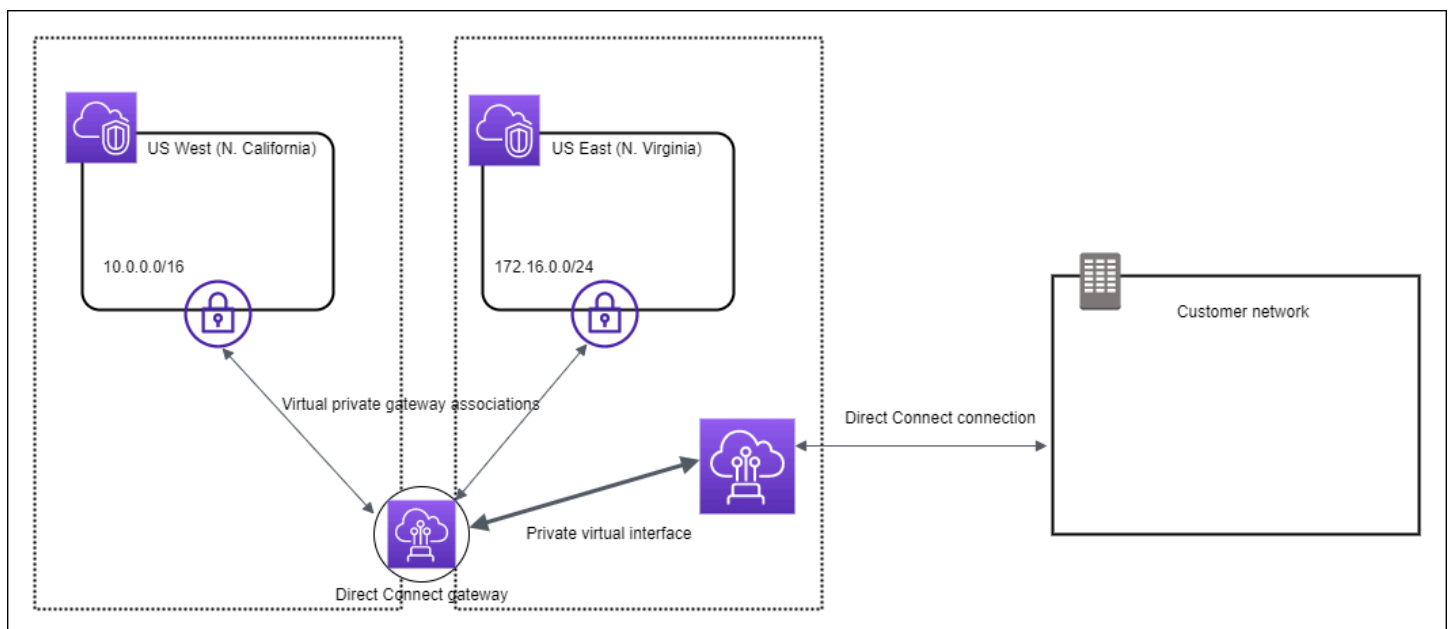 US West (N. California)
US East (N. Virginia)
10.0.0.0/16
172.16.0.0/24
Customer network
Virtual private gateway associations
Direct Connect connection
Private virtual interface
Direct Connect gateway